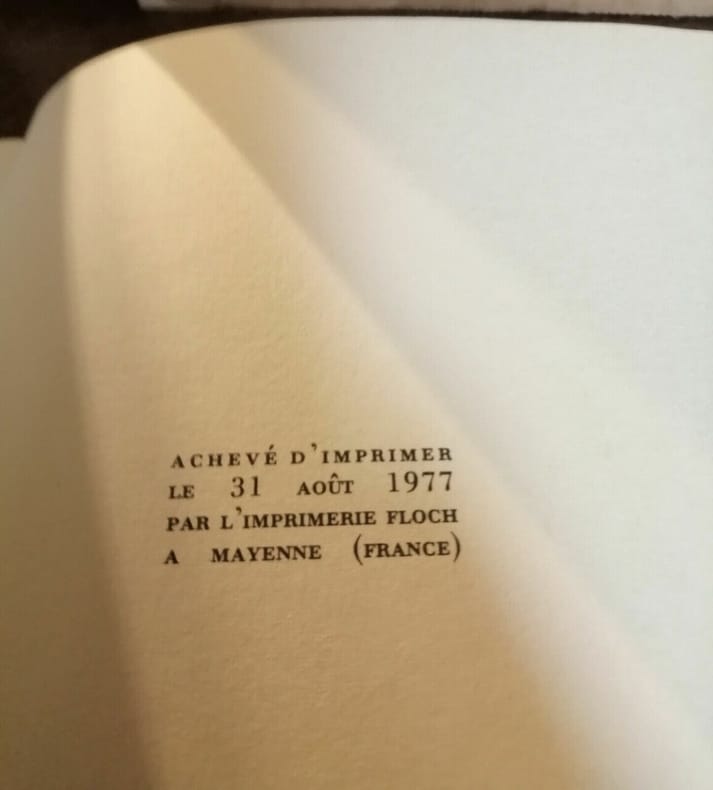 ACHEVÉ D'IMPRIMER
LE 31 AOÛT 1977
PAR L'IMPRIMERIE FLOCH
A MAYENNE (FRANCE)